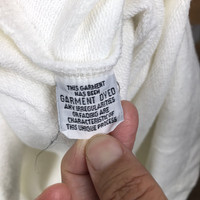 THIS GARMENT
HAS BEEN
GARMENT DYED
ANY IRREGULARITIES
OR FADING ARE
CHARACTERISTIC OF
THIS UNIQUE PROCESS